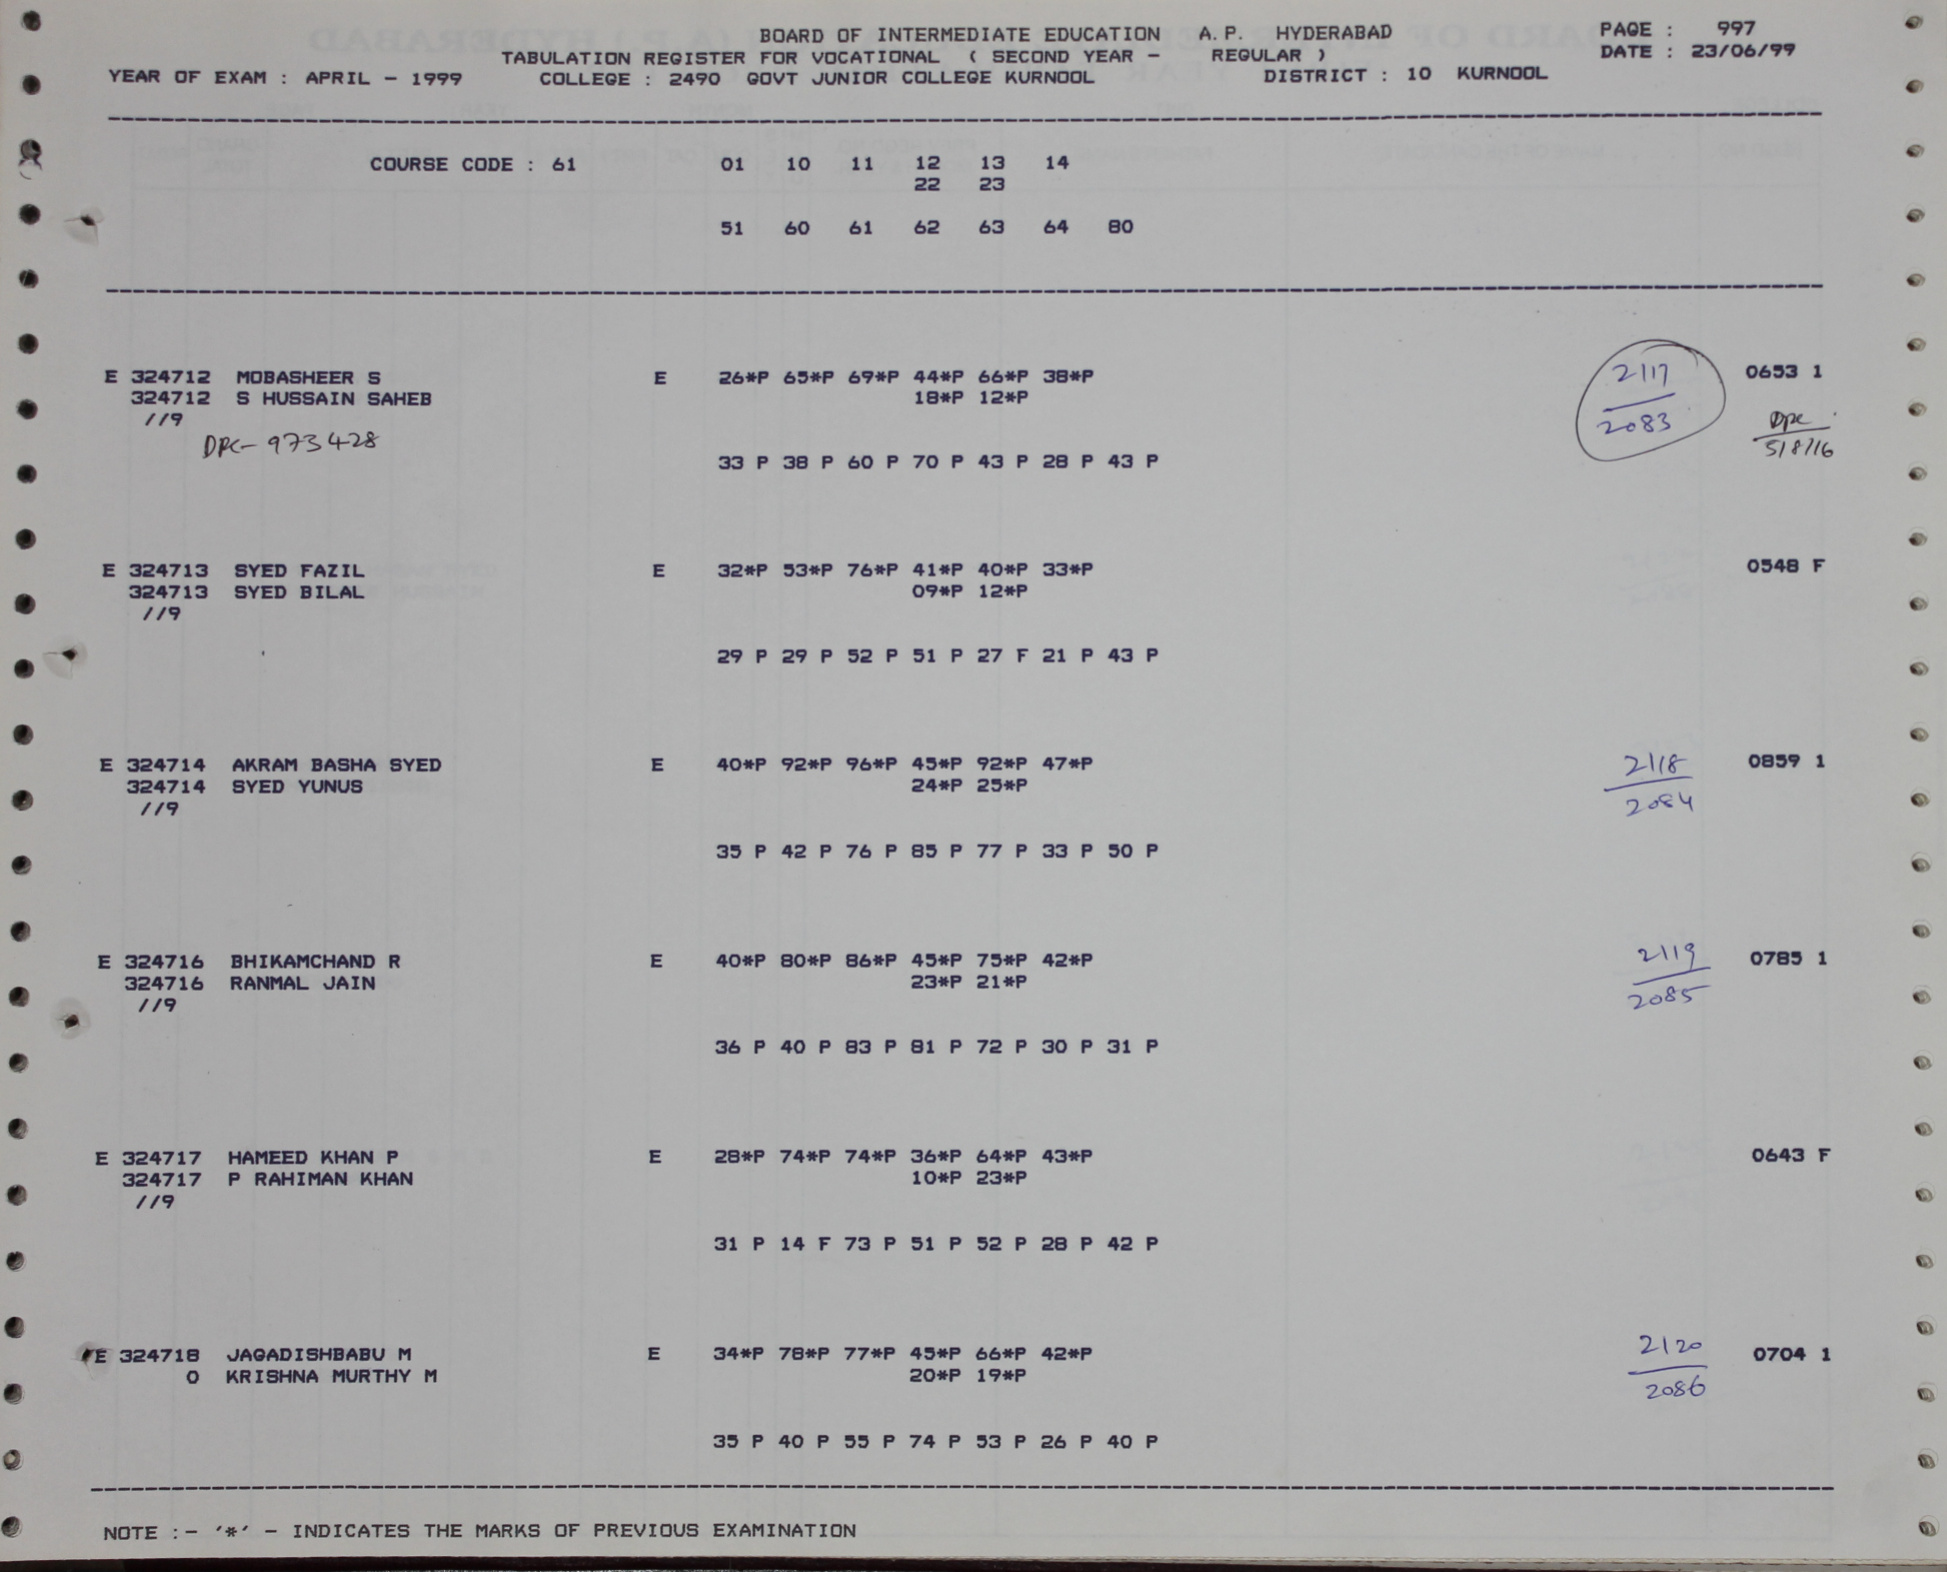 BOARD OF INTERMEDIATE EDUCATION A.P. HYDERABAD PAGE : 997
TABULATION REGISTER FOR VOCATIONAL ( SECOND YEAR - REGULAR ) DATE : 23/06/99
YEAR OF EXAM : APRIL - 1999 COLLEGE : 2490 GOVT JUNIOR COLLEGE KURNOOL DISTRICT : 10 KURNOOL
COURSE CODE : 61 01 10 11 12 13 14
22 23
51 60 61 62 63 64 80
E 324712 MOBASHEER S E 26*P 65*P 69*P 44*P 66*P 38*P 2117 0653 1
324712 S HUSSAIN SAHEB 18*P 12*P 2083 Dpc
//9
DPC- 973428 5/8/16
33 P 38 P 60 P 70 P 43 P 28 P 43 P
E 324713 SYED FAZIL E 32*P 53*P 76*P 41*P 40*P 33*P 0548 F
324713 SYED BILAL 09*P 12*P
//9
29 P 29 P 52 P 51 P 27 F 21 P 43 P
E 324714 AKRAM BASHA SYED E 40*P 92*P 96*P 45*P 92*P 47*P 2118 0859 1
324714 SYED YUNUS 24*P 25*P 2084
//9
35 P 42 P 76 P 85 P 77 P 33 P 50 P
E 324716 BHIKAMCHAND R E 40*P 80*P 86*P 45*P 75*P 42*P 2119 0785 1
324716 RANMAL JAIN 23*P 21*P 2085
//9
36 P 40 P 83 P 81 P 72 P 30 P 31 P
E 324717 HAMEED KHAN P E 28*P 74*P 74*P 36*P 64*P 43*P 0643 F
324717 P RAHIMAN KHAN 10*P 23*P
//9
31 P 14 F 73 P 51 P 52 P 28 P 42 P
E 324718 JAGADISHBABU M E 34*P 78*P 77*P 45*P 66*P 42*P 2120 0704 1
0 KRISHNA MURTHY M 20*P 19*P 2086
35 P 40 P 55 P 74 P 53 P 26 P 40 P
NOTE :- '*' - INDICATES THE MARKS OF PREVIOUS EXAMINATION